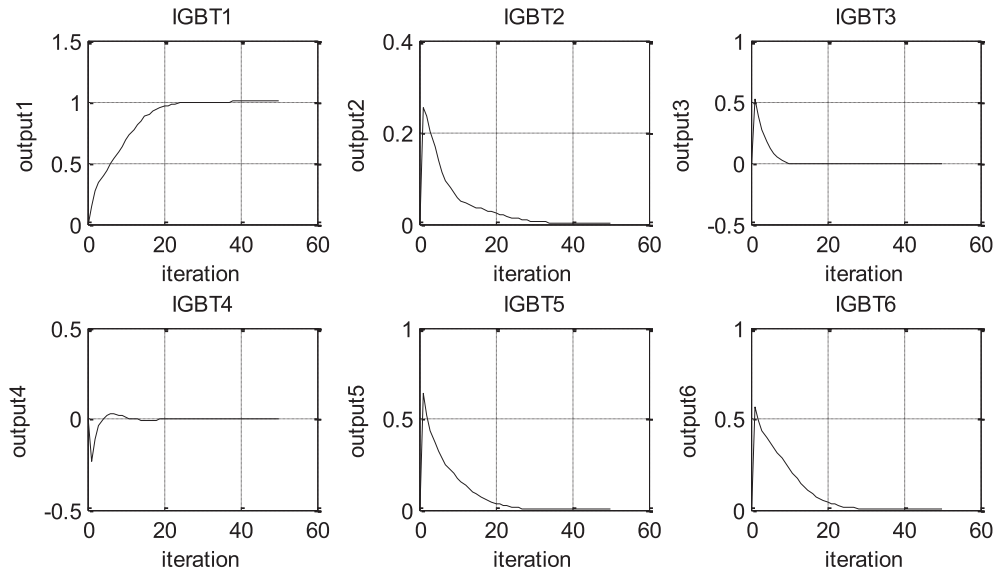 IGBT1
1.5
1
0.5
0
output1
0 20 40 60
iteration
IGBT2
0.4
0.2
0
output2
0 20 40 60
iteration
IGBT3
1
0.5
0
-0.5
output3
0 20 40 60
iteration
IGBT4
0.5
0
-0.5
output4
0 20 40 60
iteration
IGBT5
1
0.5
0
output5
0 20 40 60
iteration
IGBT6
1
0.5
0
output6
0 20 40 60
iteration